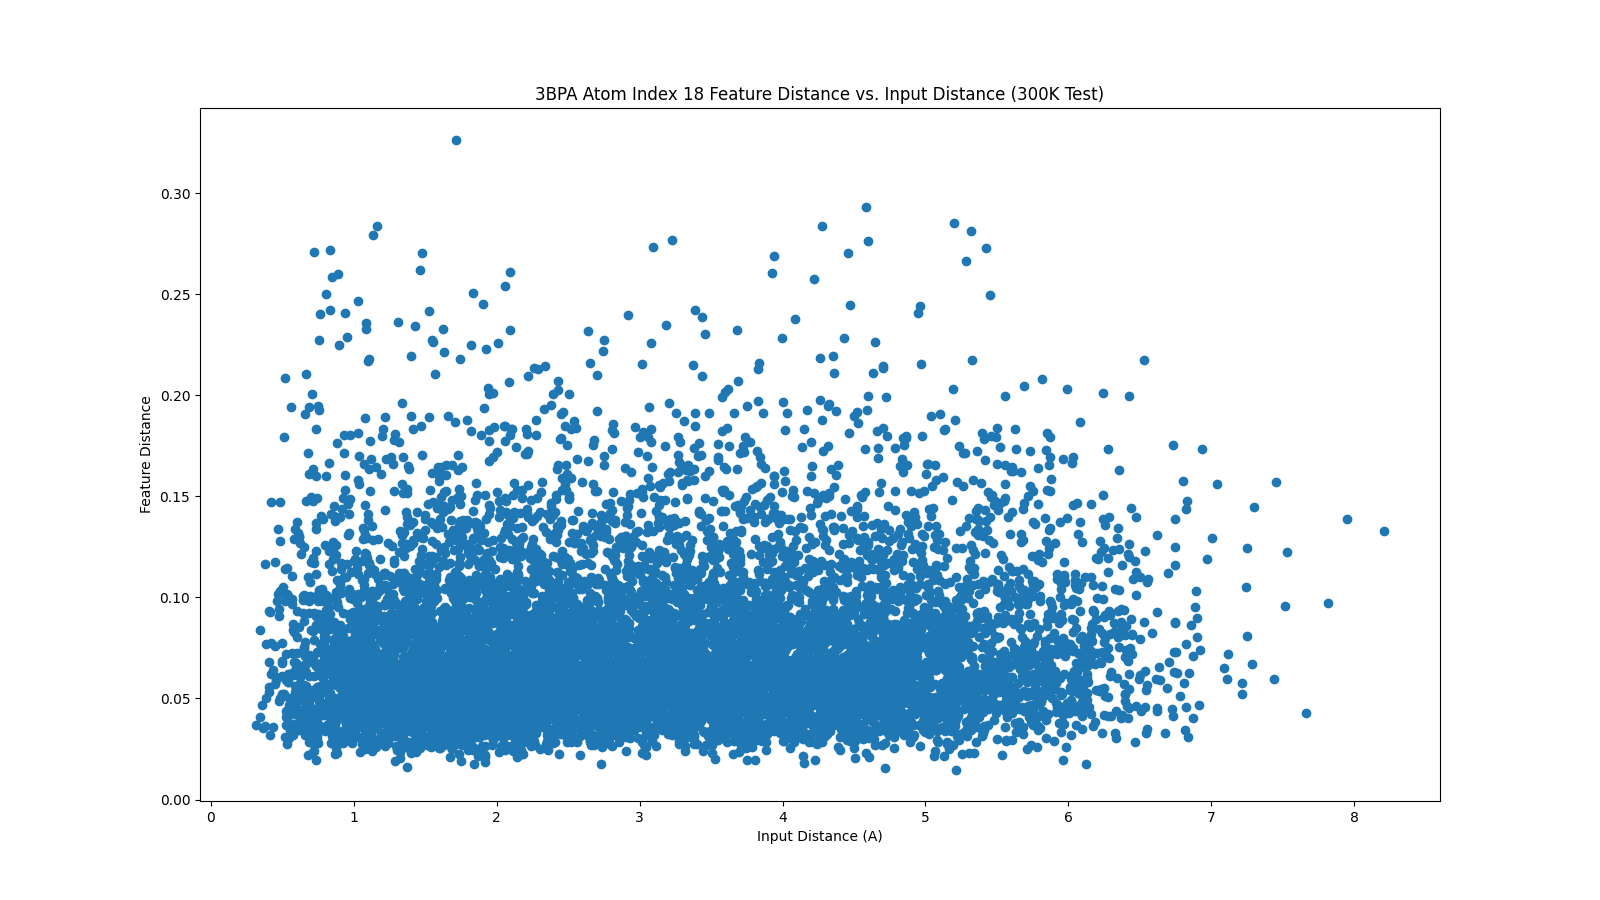 3BPA Atom Index 18 Feature Distance vs. Input Distance (300K Test)
0.30
0.25
0.20
0.15
0.10
0.05
0.00
Feature Distance
0 1 2 3 4 5 6 7 8
Input Distance (A)